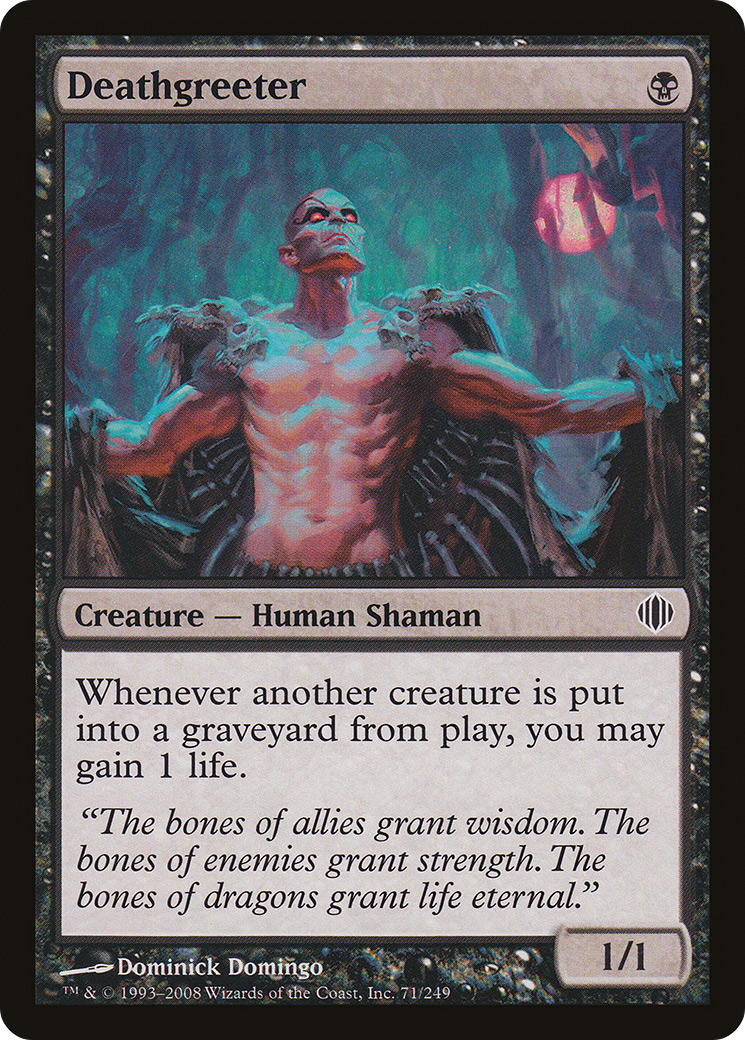 Deathgreeter
Creature — Human Shaman
Whenever another creature is put
into a graveyard from play, you may
gain 1 life.
“The bones of allies grant wisdom. The
bones of enemies grant strength. The
bones of dragons grant life eternal.”
1/1
Dominick Domingo
™ & © 1993–2008 Wizards of the Coast, Inc. 71/249